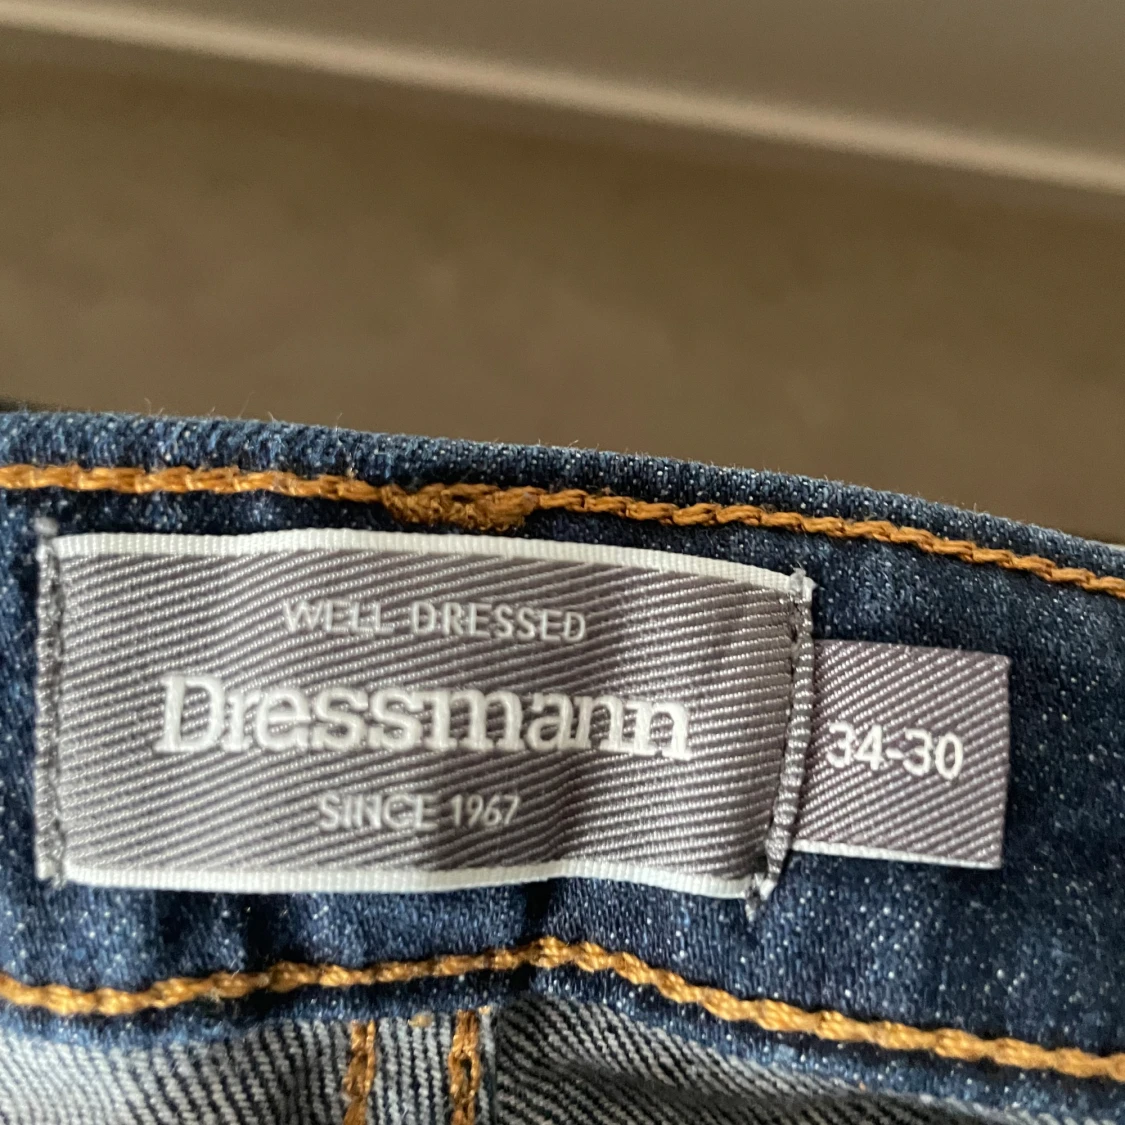 WELL DRESSED
Dressmann
SINCE 1967
34-30